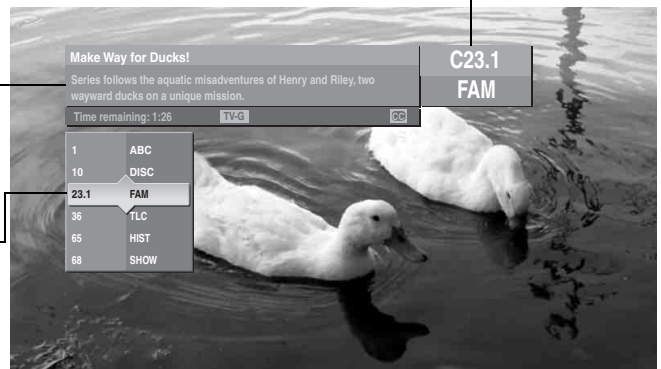 Make Way for Ducks!
Series follows the aquatic misadventures of Henry and Riley, two
wayward ducks on a unique mission.
Time remaining: 1:26 TV-G CC
C23.1
FAM
1 ABC
10 DISC
23.1 FAM
36 TLC
65 HIST
68 SHOW